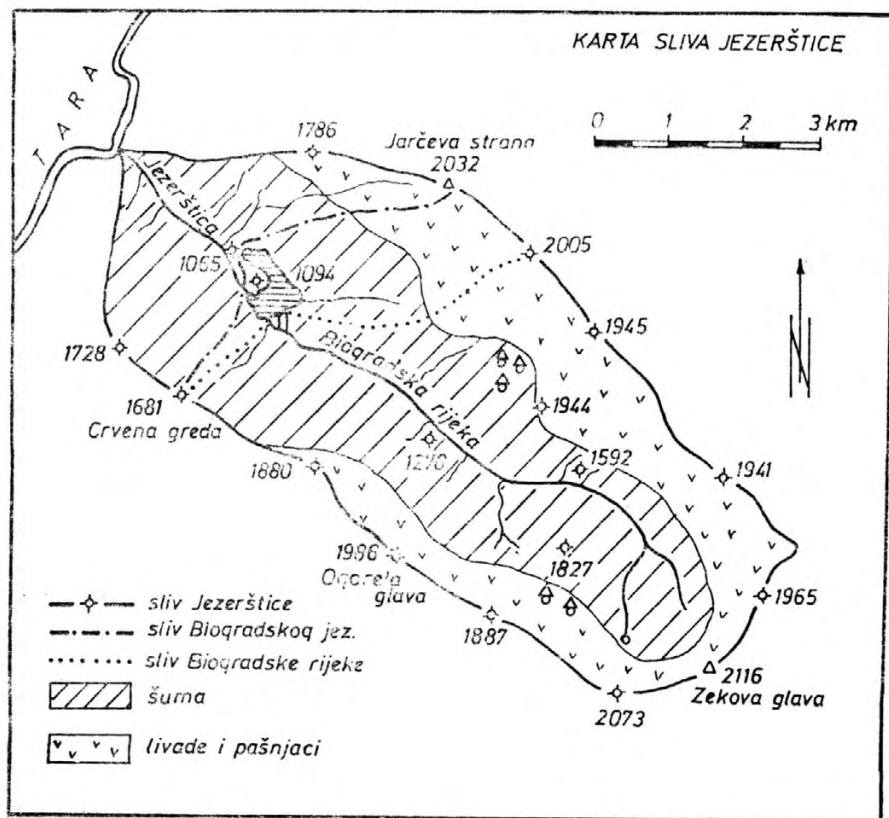 KARTA SLIVA JEZERŠTICE
TARA
0 1 2 3 km
1786
Jarčeva strana
2032
Jezerštica
2005
1065
1094
1945
N
1728
Biogradska rijeka
1681
Crvena greda
1944
1880
1592
1941
1986
Ogorela
glava
1827
1965
1887
2116
Zekova glava
2073
sliv Jezerštice
sliv Biogradskog jez.
sliv Biogradske rijeke
šuma
livade i pašnjaci